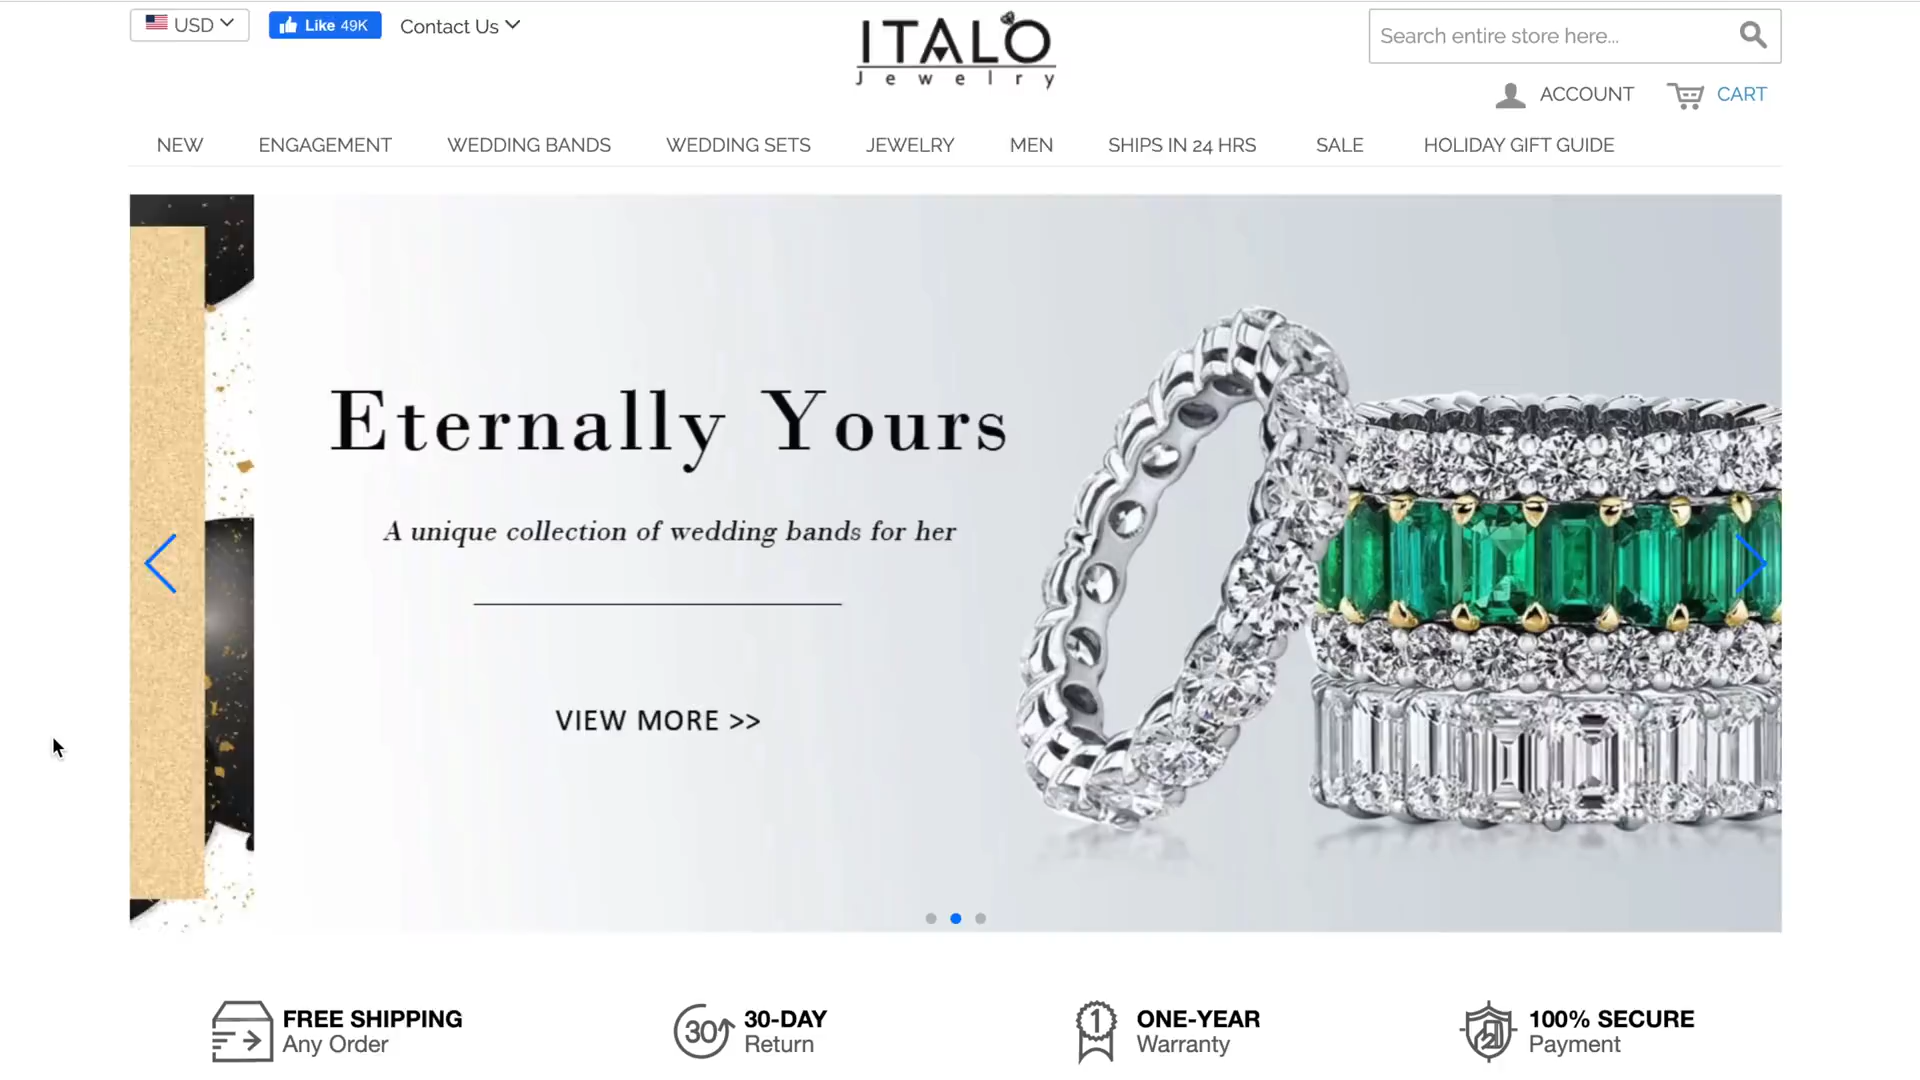 USD
Like 49K
Contact Us
ITALO
Jewelry
Search entire store here...
ACCOUNT
CART
NEW
ENGAGEMENT
WEDDING BANDS
WEDDING SETS
JEWELRY
MEN
SHIPS IN 24 HRS
SALE
HOLIDAY GIFT GUIDE
Eternally Yours
A unique collection of wedding bands for her
VIEW MORE >>
FREE SHIPPING
Any Order
30
30-DAY
Return
1
ONE-YEAR
Warranty
100% SECURE
Payment